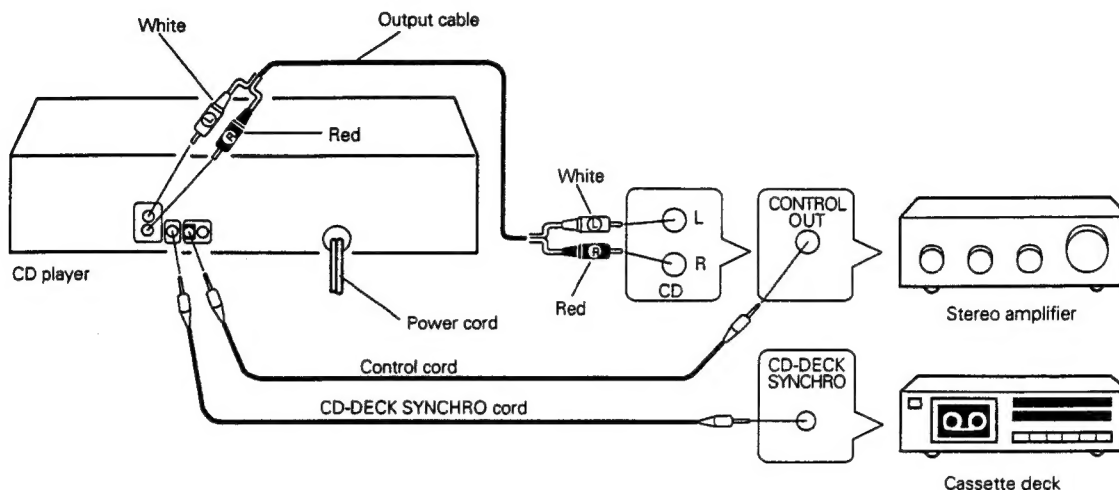 White
Output cable
L
R
Red
CD player
Power cord
White
L
R
Red
L
R
CD
CONTROL
OUT
Stereo amplifier
Control cord
CD-DECK SYNCHRO cord
CD-DECK
SYNCHRO
Cassette deck